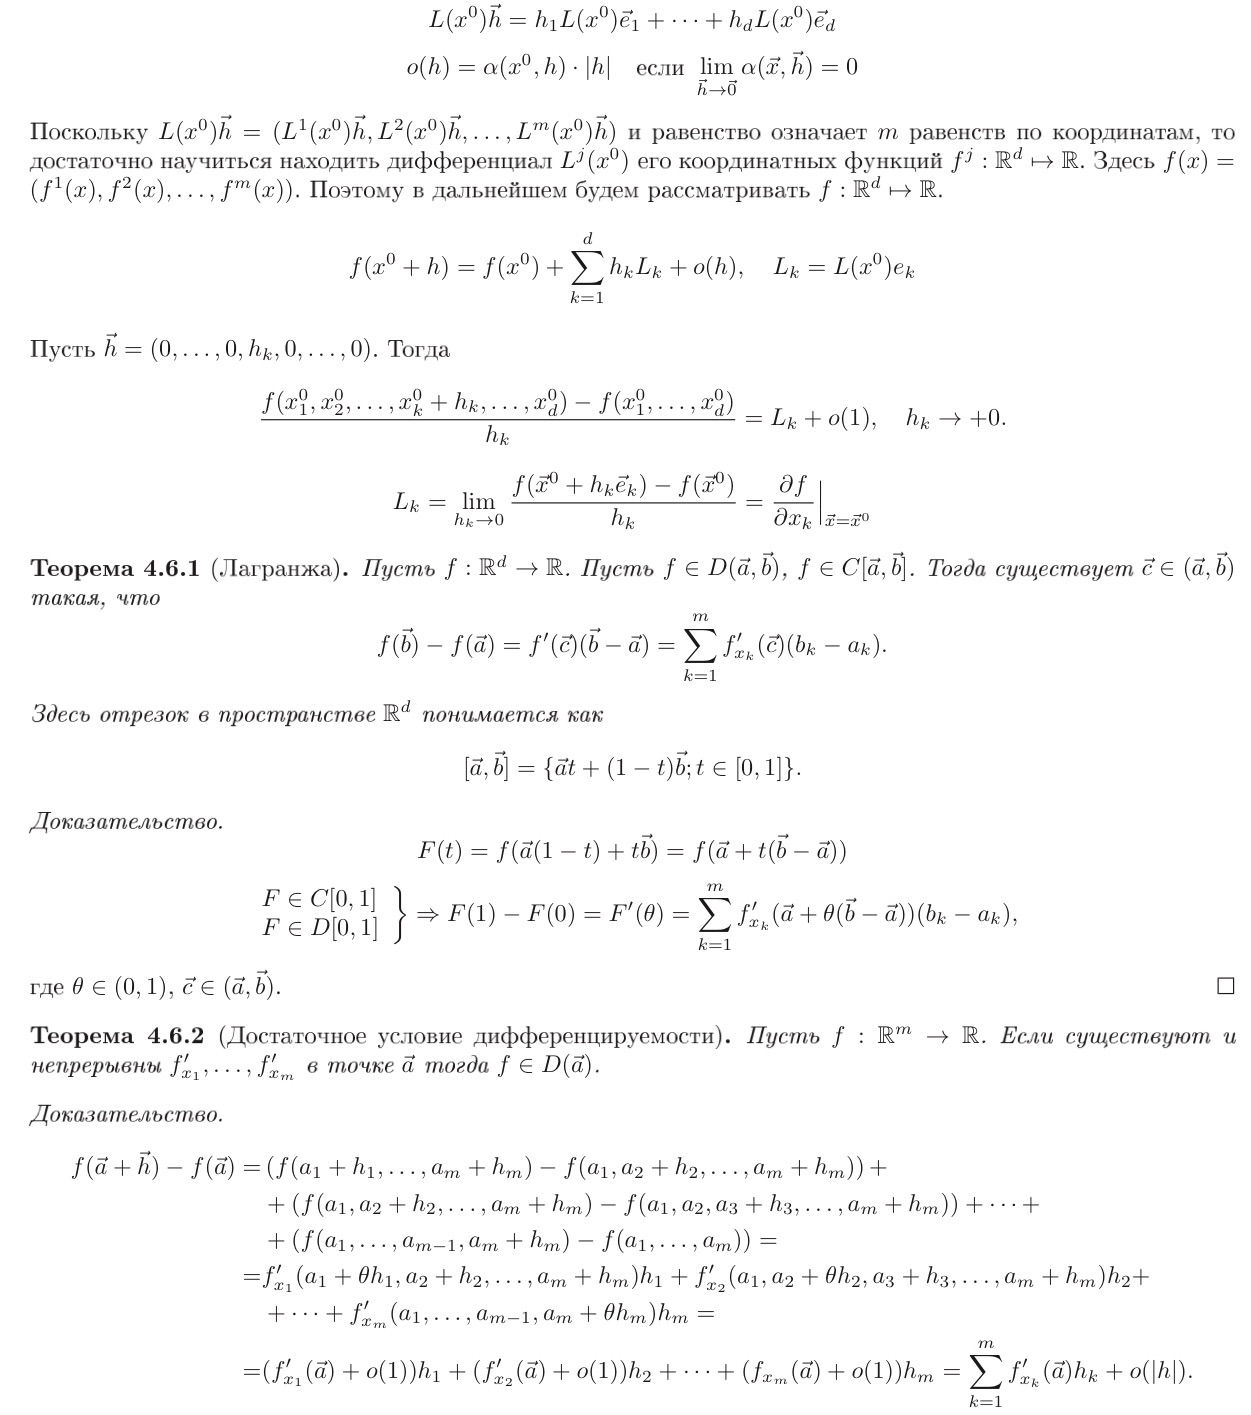 $L(x^0)\vec{h} = h_1 L(x^0)\vec{e}_1 + \cdots + h_d L(x^0)\vec{e}_d$
$o(h) = \alpha(x^0, h) \cdot |h|$ если $\lim_{\vec{h}\to\vec{0}} \alpha(\vec{x}, \vec{h}) = 0$
Поскольку $L(x^0)\vec{h} = (L^1(x^0)\vec{h}, L^2(x^0)\vec{h}, \ldots, L^m(x^0)\vec{h})$ и равенство означает $m$ равенств по координатам, то
достаточно научиться находить дифференциал $L^j(x^0)$ его координатных функций $f^j : \mathbb{R}^d \mapsto \mathbb{R}$. Здесь $f(x) =$
$(f^1(x), f^2(x), \ldots, f^m(x))$. Поэтому в дальнейшем будем рассматривать $f : \mathbb{R}^d \mapsto \mathbb{R}$.
$f(x^0 + h) = f(x^0) + \sum_{k=1}^{d} h_k L_k + o(h), \quad L_k = L(x^0)e_k$
Пусть $\vec{h} = (0, \ldots, 0, h_k, 0, \ldots, 0)$. Тогда
$\frac{f(x_1^0, x_2^0, \ldots, x_k^0 + h_k, \ldots, x_d^0) - f(x_1^0, \ldots, x_d^0)}{h_k} = L_k + o(1), \quad h_k \to +0.$
$L_k = \lim_{h_k \to 0} \frac{f(\vec{x}^0 + h_k \vec{e}_k) - f(\vec{x}^0)}{h_k} = \frac{\partial f}{\partial x_k}\Big|_{\vec{x} = \vec{x}^0}$
Теорема 4.6.1 (Лагранжа). Пусть $f : \mathbb{R}^d \to \mathbb{R}$. Пусть $f \in D(\vec{a}, \vec{b})$, $f \in C[\vec{a}, \vec{b}]$. Тогда существует $\vec{c} \in (\vec{a}, \vec{b})$
такая, что
$f(\vec{b}) - f(\vec{a}) = f'(\vec{c})(\vec{b} - \vec{a}) = \sum_{k=1}^{m} f'_{x_k}(\vec{c})(b_k - a_k).$
Здесь отрезок в пространстве $\mathbb{R}^d$ понимается как
$[\vec{a}, \vec{b}] = \{\vec{a}t + (1 - t)\vec{b}; t \in [0, 1]\}.$
Доказательство.
$F(t) = f(\vec{a}(1 - t) + t\vec{b}) = f(\vec{a} + t(\vec{b} - \vec{a}))$
$\left.\begin{array}{l} F \in C[0, 1] \\ F \in D[0, 1] \end{array}\right\} \Rightarrow F(1) - F(0) = F'(\theta) = \sum_{k=1}^{m} f'_{x_k}(\vec{a} + \theta(\vec{b} - \vec{a}))(b_k - a_k),$
где $\theta \in (0, 1)$, $\vec{c} \in (\vec{a}, \vec{b})$. □
Теорема 4.6.2 (Достаточное условие дифференцируемости). Пусть $f : \mathbb{R}^m \to \mathbb{R}$. Если существуют и
непрерывны $f'_{x_1}, \ldots, f'_{x_m}$ в точке $\vec{a}$ тогда $f \in D(\vec{a})$.
Доказательство.
$f(\vec{a} + \vec{h}) - f(\vec{a}) = (f(a_1 + h_1, \ldots, a_m + h_m) - f(a_1, a_2 + h_2, \ldots, a_m + h_m)) +$
$+ (f(a_1, a_2 + h_2, \ldots, a_m + h_m) - f(a_1, a_2, a_3 + h_3, \ldots, a_m + h_m)) + \cdots +$
$+ (f(a_1, \ldots, a_{m-1}, a_m + h_m) - f(a_1, \ldots, a_m)) =$
$= f'_{x_1}(a_1 + \theta h_1, a_2 + h_2, \ldots, a_m + h_m)h_1 + f'_{x_2}(a_1, a_2 + \theta h_2, a_3 + h_3, \ldots, a_m + h_m)h_2 +$
$+ \cdots + f'_{x_m}(a_1, \ldots, a_{m-1}, a_m + \theta h_m)h_m =$
$= (f'_{x_1}(\vec{a}) + o(1))h_1 + (f'_{x_2}(\vec{a}) + o(1))h_2 + \cdots + (f_{x_m}(\vec{a}) + o(1))h_m = \sum_{k=1}^{m} f'_{x_k}(\vec{a})h_k + o(|h|).$